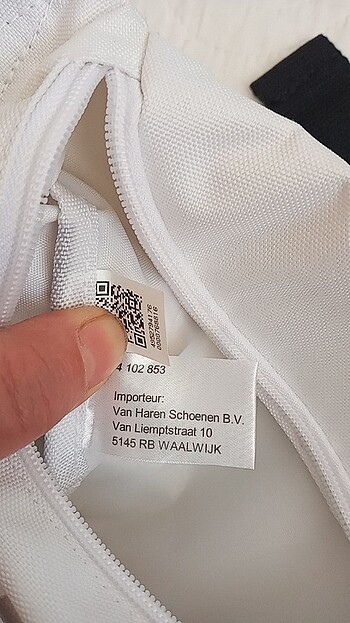 4 102 853
Importeur:
Van Haren Schoenen B.V.
Van Liemptstraat 10
5145 RB WAALWIJK